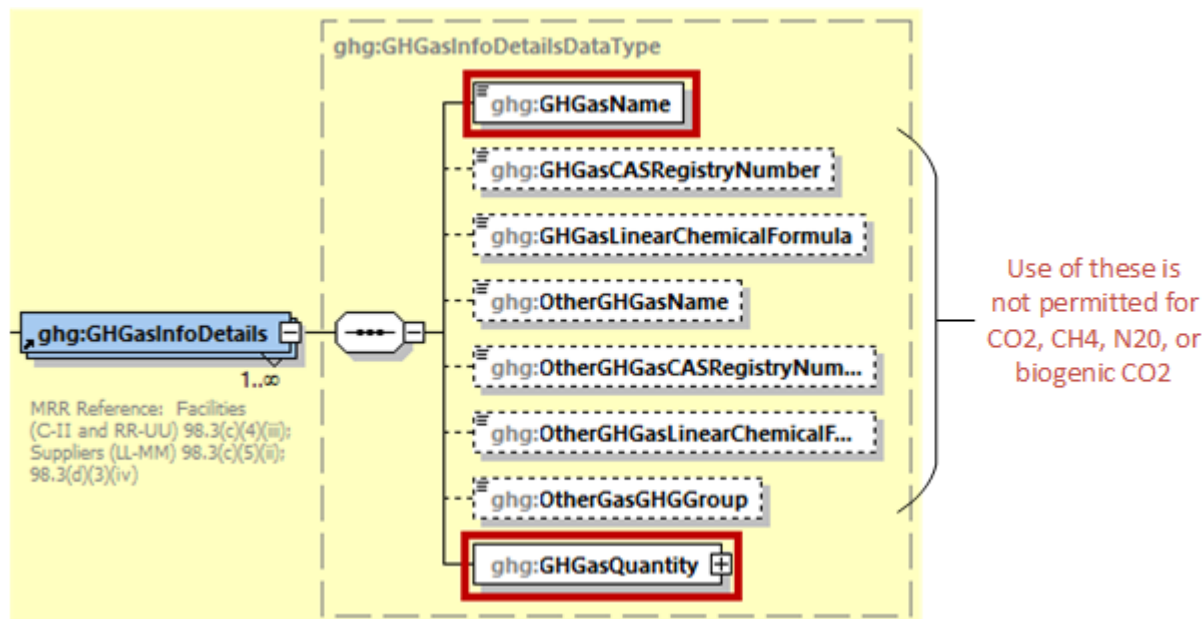 ghg:GHGasInfoDetailsDataType
ghg:GHGasName
ghg:GHGasCASRegistryNumber
ghg:GHGasLinearChemicalFormula
ghg:OtherGHGasName
ghg:OtherGHGasCASRegistryNum...
ghg:OtherGHGasLinearChemicalF...
ghg:OtherGasGHGGroup
ghg:GHGasQuantity
ghg:GHGasInfoDetails
1..∞
MRR Reference: Facilities
(C-II and RR-UU) 98.3(c)(4)(iii);
Suppliers (LL-MM) 98.3(c)(5)(ii);
98.3(d)(3)(iv)
Use of these is
not permitted for
CO2, CH4, N20, or
biogenic CO2